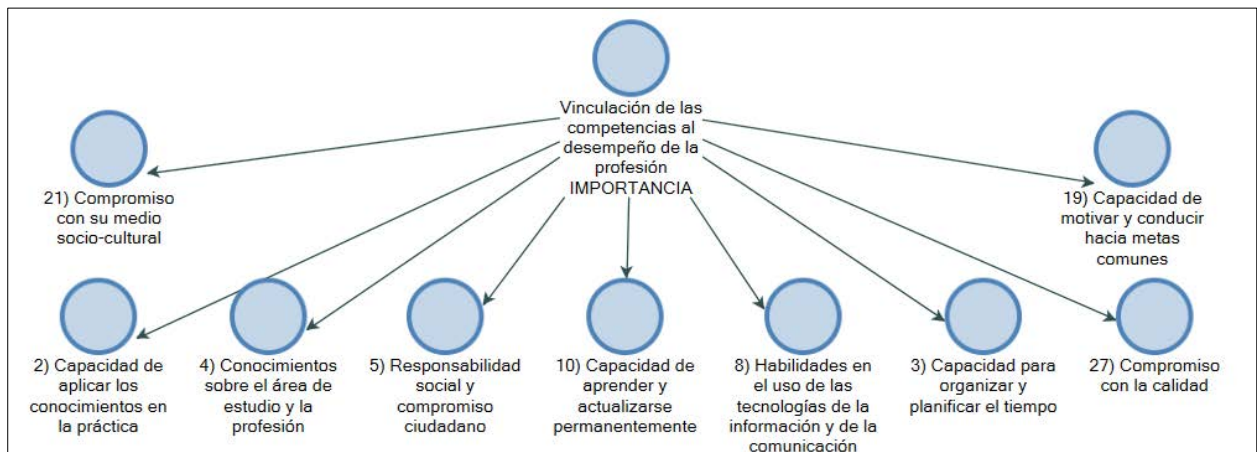 Vinculación de las
competencias al
desempeño de la
profesión
IMPORTANCIA
21) Compromiso
con su medio
socio-cultural
19) Capacidad de
motivar y conducir
hacia metas
comunes
2) Capacidad de
aplicar los
conocimientos en
la práctica
4) Conocimientos
sobre el área de
estudio y la
profesión
5) Responsabilidad
social y
compromiso
ciudadano
10) Capacidad de
aprender y
actualizarse
permanentemente
8) Habilidades en
el uso de las
tecnologías de la
información y de la
comunicación
3) Capacidad para
organizar y
planificar el tiempo
27) Compromiso
con la calidad